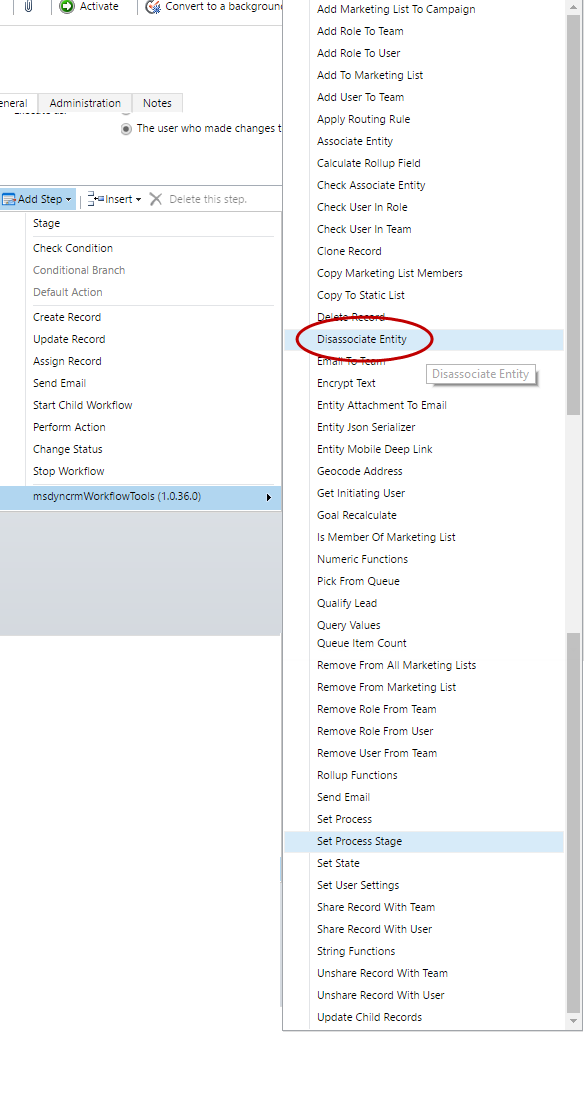 Activate
Convert to a background
eneral
Administration
Notes
The user who made changes t
Add Step
Insert
Delete this step.
Stage
Check Condition
Conditional Branch
Default Action
Create Record
Update Record
Assign Record
Send Email
Start Child Workflow
Perform Action
Change Status
Stop Workflow
msdyncrmWorkflowTools (1.0.36.0)
Add Marketing List To Campaign
Add Role To Team
Add Role To User
Add To Marketing List
Add User To Team
Apply Routing Rule
Associate Entity
Calculate Rollup Field
Check Associate Entity
Check User In Role
Check User In Team
Clone Record
Copy Marketing List Members
Copy To Static List
Delete Record
Disassociate Entity
Email To Team
Disassociate Entity
Encrypt Text
Entity Attachment To Email
Entity Json Serializer
Entity Mobile Deep Link
Geocode Address
Get Initiating User
Goal Recalculate
Is Member Of Marketing List
Numeric Functions
Pick From Queue
Qualify Lead
Query Values
Queue Item Count
Remove From All Marketing Lists
Remove From Marketing List
Remove Role From Team
Remove Role From User
Remove User From Team
Rollup Functions
Send Email
Set Process
Set Process Stage
Set State
Set User Settings
Share Record With Team
Share Record With User
String Functions
Unshare Record With Team
Unshare Record With User
Update Child Records